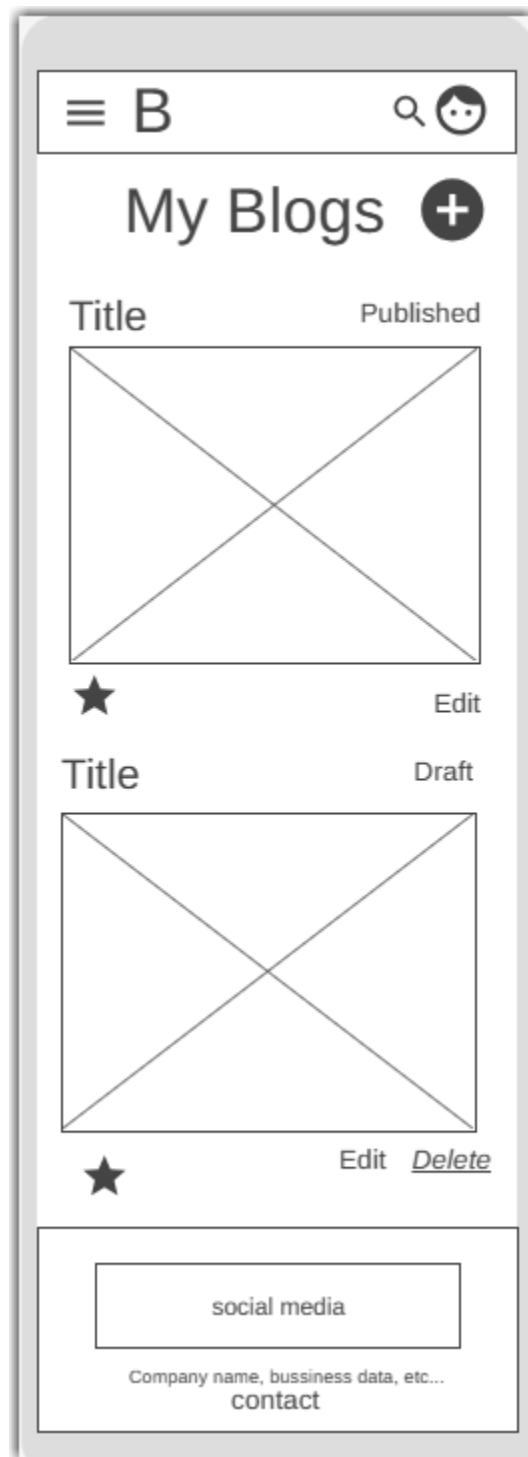 B
My Blogs
Title Published
Edit
Title Draft
Edit Delete
social media
Company name, bussiness data, etc...
contact